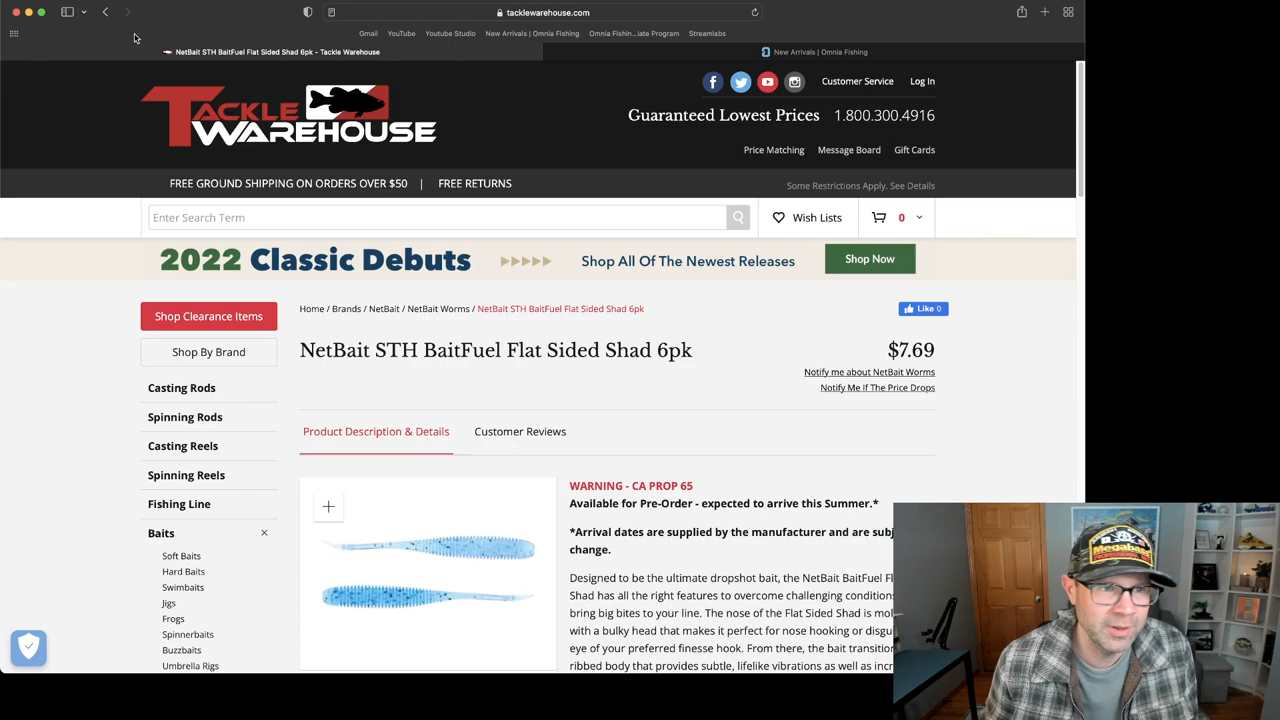 tacklewarehouse.com
Gmail YouTube Youtube Studio New Arrivals | Omnia Fishing Omnia Fishin...iate Program Streamlabs
NetBait STH BaitFuel Flat Sided Shad 6pk - Tackle Warehouse New Arrivals | Omnia Fishing
TACKLE WAREHOUSE
Customer Service Log In
Guaranteed Lowest Prices 1.800.300.4916
Price Matching Message Board Gift Cards
FREE GROUND SHIPPING ON ORDERS OVER $50 | FREE RETURNS
Some Restrictions Apply. See Details
Enter Search Term
Wish Lists
0
2022 Classic Debuts Shop All Of The Newest Releases Shop Now
Shop Clearance Items
Home / Brands / NetBait / NetBait Worms / NetBait STH BaitFuel Flat Sided Shad 6pk
Like 0
Shop By Brand
NetBait STH BaitFuel Flat Sided Shad 6pk
$7.69
Notify me about NetBait Worms
Notify Me If The Price Drops
Casting Rods
Spinning Rods
Casting Reels
Spinning Reels
Fishing Line
Baits
Soft Baits
Hard Baits
Swimbaits
Jigs
Frogs
Spinnerbaits
Buzzbaits
Umbrella Rigs
Product Description & Details Customer Reviews
WARNING - CA PROP 65
Available for Pre-Order - expected to arrive this Summer.*
*Arrival dates are supplied by the manufacturer and are subj
change.
Designed to be the ultimate dropshot bait, the NetBait BaitFuel Fl
Shad has all the right features to overcome challenging conditions
bring big bites to your line. The nose of the Flat Sided Shad is mol
with a bulky head that makes it perfect for nose hooking or disgu
eye of your preferred finesse hook. From there, the bait transition
ribbed body that provides subtle, lifelike vibrations as well as incr
Megabass